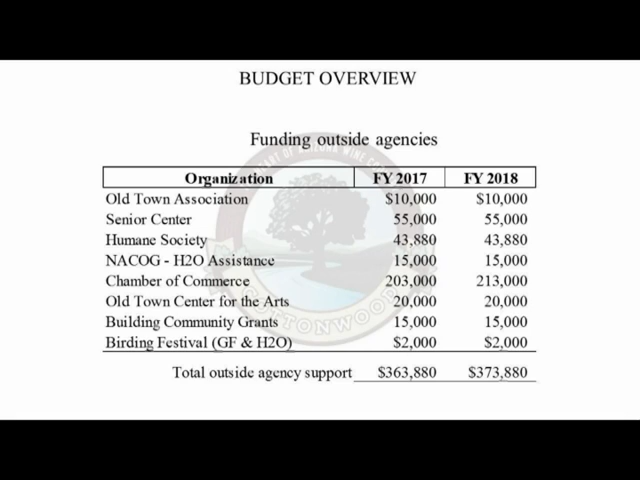 BUDGET OVERVIEW
Funding outside agencies
Organization FY 2017 FY 2018
Old Town Association $10,000 $10,000
Senior Center 55,000 55,000
Humane Society 43,880 43,880
NACOG - H2O Assistance 15,000 15,000
Chamber of Commerce 203,000 213,000
Old Town Center for the Arts 20,000 20,000
Building Community Grants 15,000 15,000
Birding Festival (GF & H2O) $2,000 $2,000
Total outside agency support $363,880 $373,880
COTTONWOOD